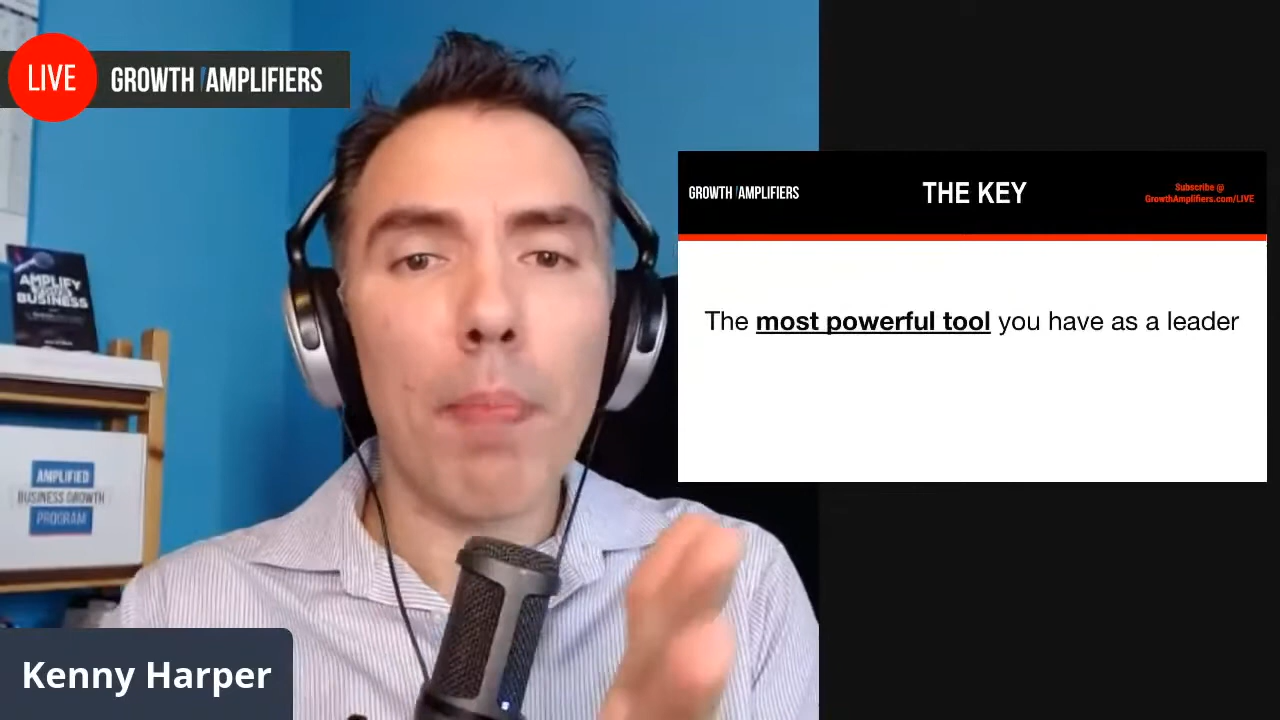 LIVE
GROWTH AMPLIFIERS
GROWTH AMPLIFIERS
THE KEY
Subscribe @
GrowthAmplifiers.com/LIVE
The most powerful tool you have as a leader
AMPLIFY
BUSINESS
AMPLIFIED
BUSINESS GROWTH
PROGRAM
Kenny Harper